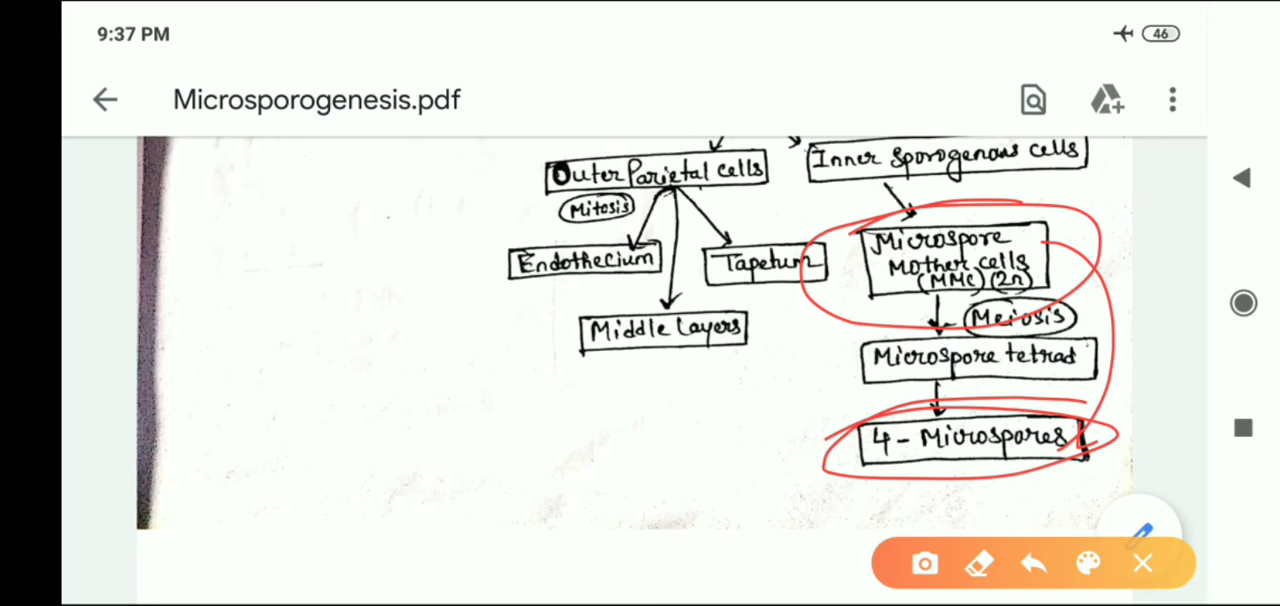 9:37 PM
46
Microsporogenesis.pdf
Outer Parietal cells
Inner Sporogenous cells
Mitosis
Microspore
Mother cells
(MMC) (2n)
Endothecium
Tapetum
Meiosis
Middle Layers
Microspore tetrad
4 - Microspores